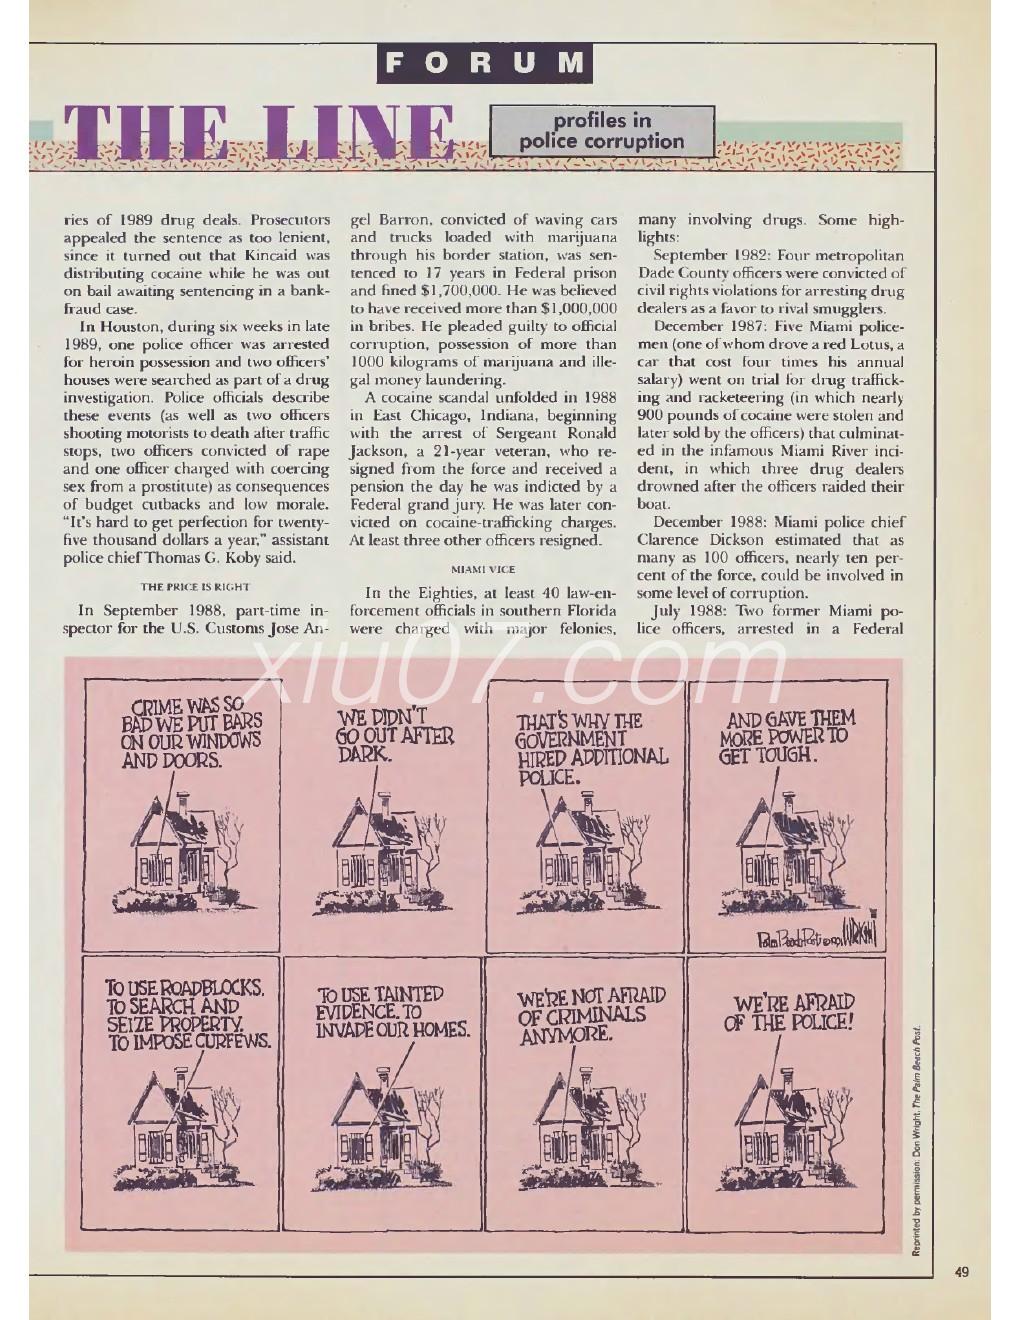 FORUM
THE LINE
profiles in
police corruption
ries of 1989 drug deals. Prosecutors
appealed the sentence as too lenient,
since it turned out that Kincaid was
distributing cocaine while he was out
on bail awaiting sentencing in a bank-
fraud case.
In Houston, during six weeks in late
1989, one police officer was arrested
for heroin possession and two officers'
houses were searched as part of a drug
investigation. Police officials describe
these events (as well as two officers
shooting motorists to death after traffic
stops, two officers convicted of rape
and one officer charged with coercing
sex from a prostitute) as consequences
of budget cutbacks and low morale.
"It's hard to get perfection for twenty-
five thousand dollars a year," assistant
police chief Thomas G. Koby said.
THE PRICE IS RIGHT
In September 1988, part-time in-
spector for the U.S. Customs Jose An-
gel Barron, convicted of waving cars
and trucks loaded with marijuana
through his border station, was sen-
tenced to 17 years in Federal prison
and fined $1,700,000. He was believed
to have received more than $1,000,000
in bribes. He pleaded guilty to official
corruption, possession of more than
1000 kilograms of marijuana and ille-
gal money laundering.
A cocaine scandal unfolded in 1988
in East Chicago, Indiana, beginning
with the arrest of Sergeant Ronald
Jackson, a 21-year veteran, who re-
signed from the force and received a
pension the day he was indicted by a
Federal grand jury. He was later con-
victed on cocaine-trafficking charges.
At least three other officers resigned.
MIAMI VICE
In the Eighties, at least 40 law-en-
forcement officials in southern Florida
were charged with major felonies,
many involving drugs. Some high-
lights:
September 1982: Four metropolitan
Dade County officers were convicted of
civil rights violations for arresting drug
dealers as a favor to rival smugglers.
December 1987: Five Miami police-
men (one of whom drove a red Lotus, a
car that cost four times his annual
salary) went on trial for drug traffick-
ing and racketeering (in which nearly
900 pounds of cocaine were stolen and
later sold by the officers) that culminat-
ed in the infamous Miami River inci-
dent, in which three drug dealers
drowned after the officers raided their
boat.
December 1988: Miami police chief
Clarence Dickson estimated that as
many as 100 officers, nearly ten per-
cent of the force, could be involved in
some level of corruption.
July 1988: Two former Miami po-
lice officers, arrested in a Federal
xiu07.com
CRIME WAS SO
BAD WE PUT BARS
ON OUR WINDOWS
AND DOORS.
WE DIDN'T
GO OUT AFTER
DARK.
THAT'S WHY THE
GOVERNMENT
HIRED ADDITIONAL
POLICE.
AND GAVE THEM
MORE POWER TO
GET TOUGH.
Palm Beach Post WRIGHT
TO USE ROADBLOCKS.
TO SEARCH AND
SEIZE PROPERTY.
TO IMPOSE CURFEWS.
TO USE TAINTED
EVIDENCE. TO
INVADE OUR HOMES.
WE'RE NOT AFRAID
OF CRIMINALS
ANYMORE.
WE'RE AFRAID
OF THE POLICE!
Reprinted by permission: Don Wright, The Palm Beach Post.
49